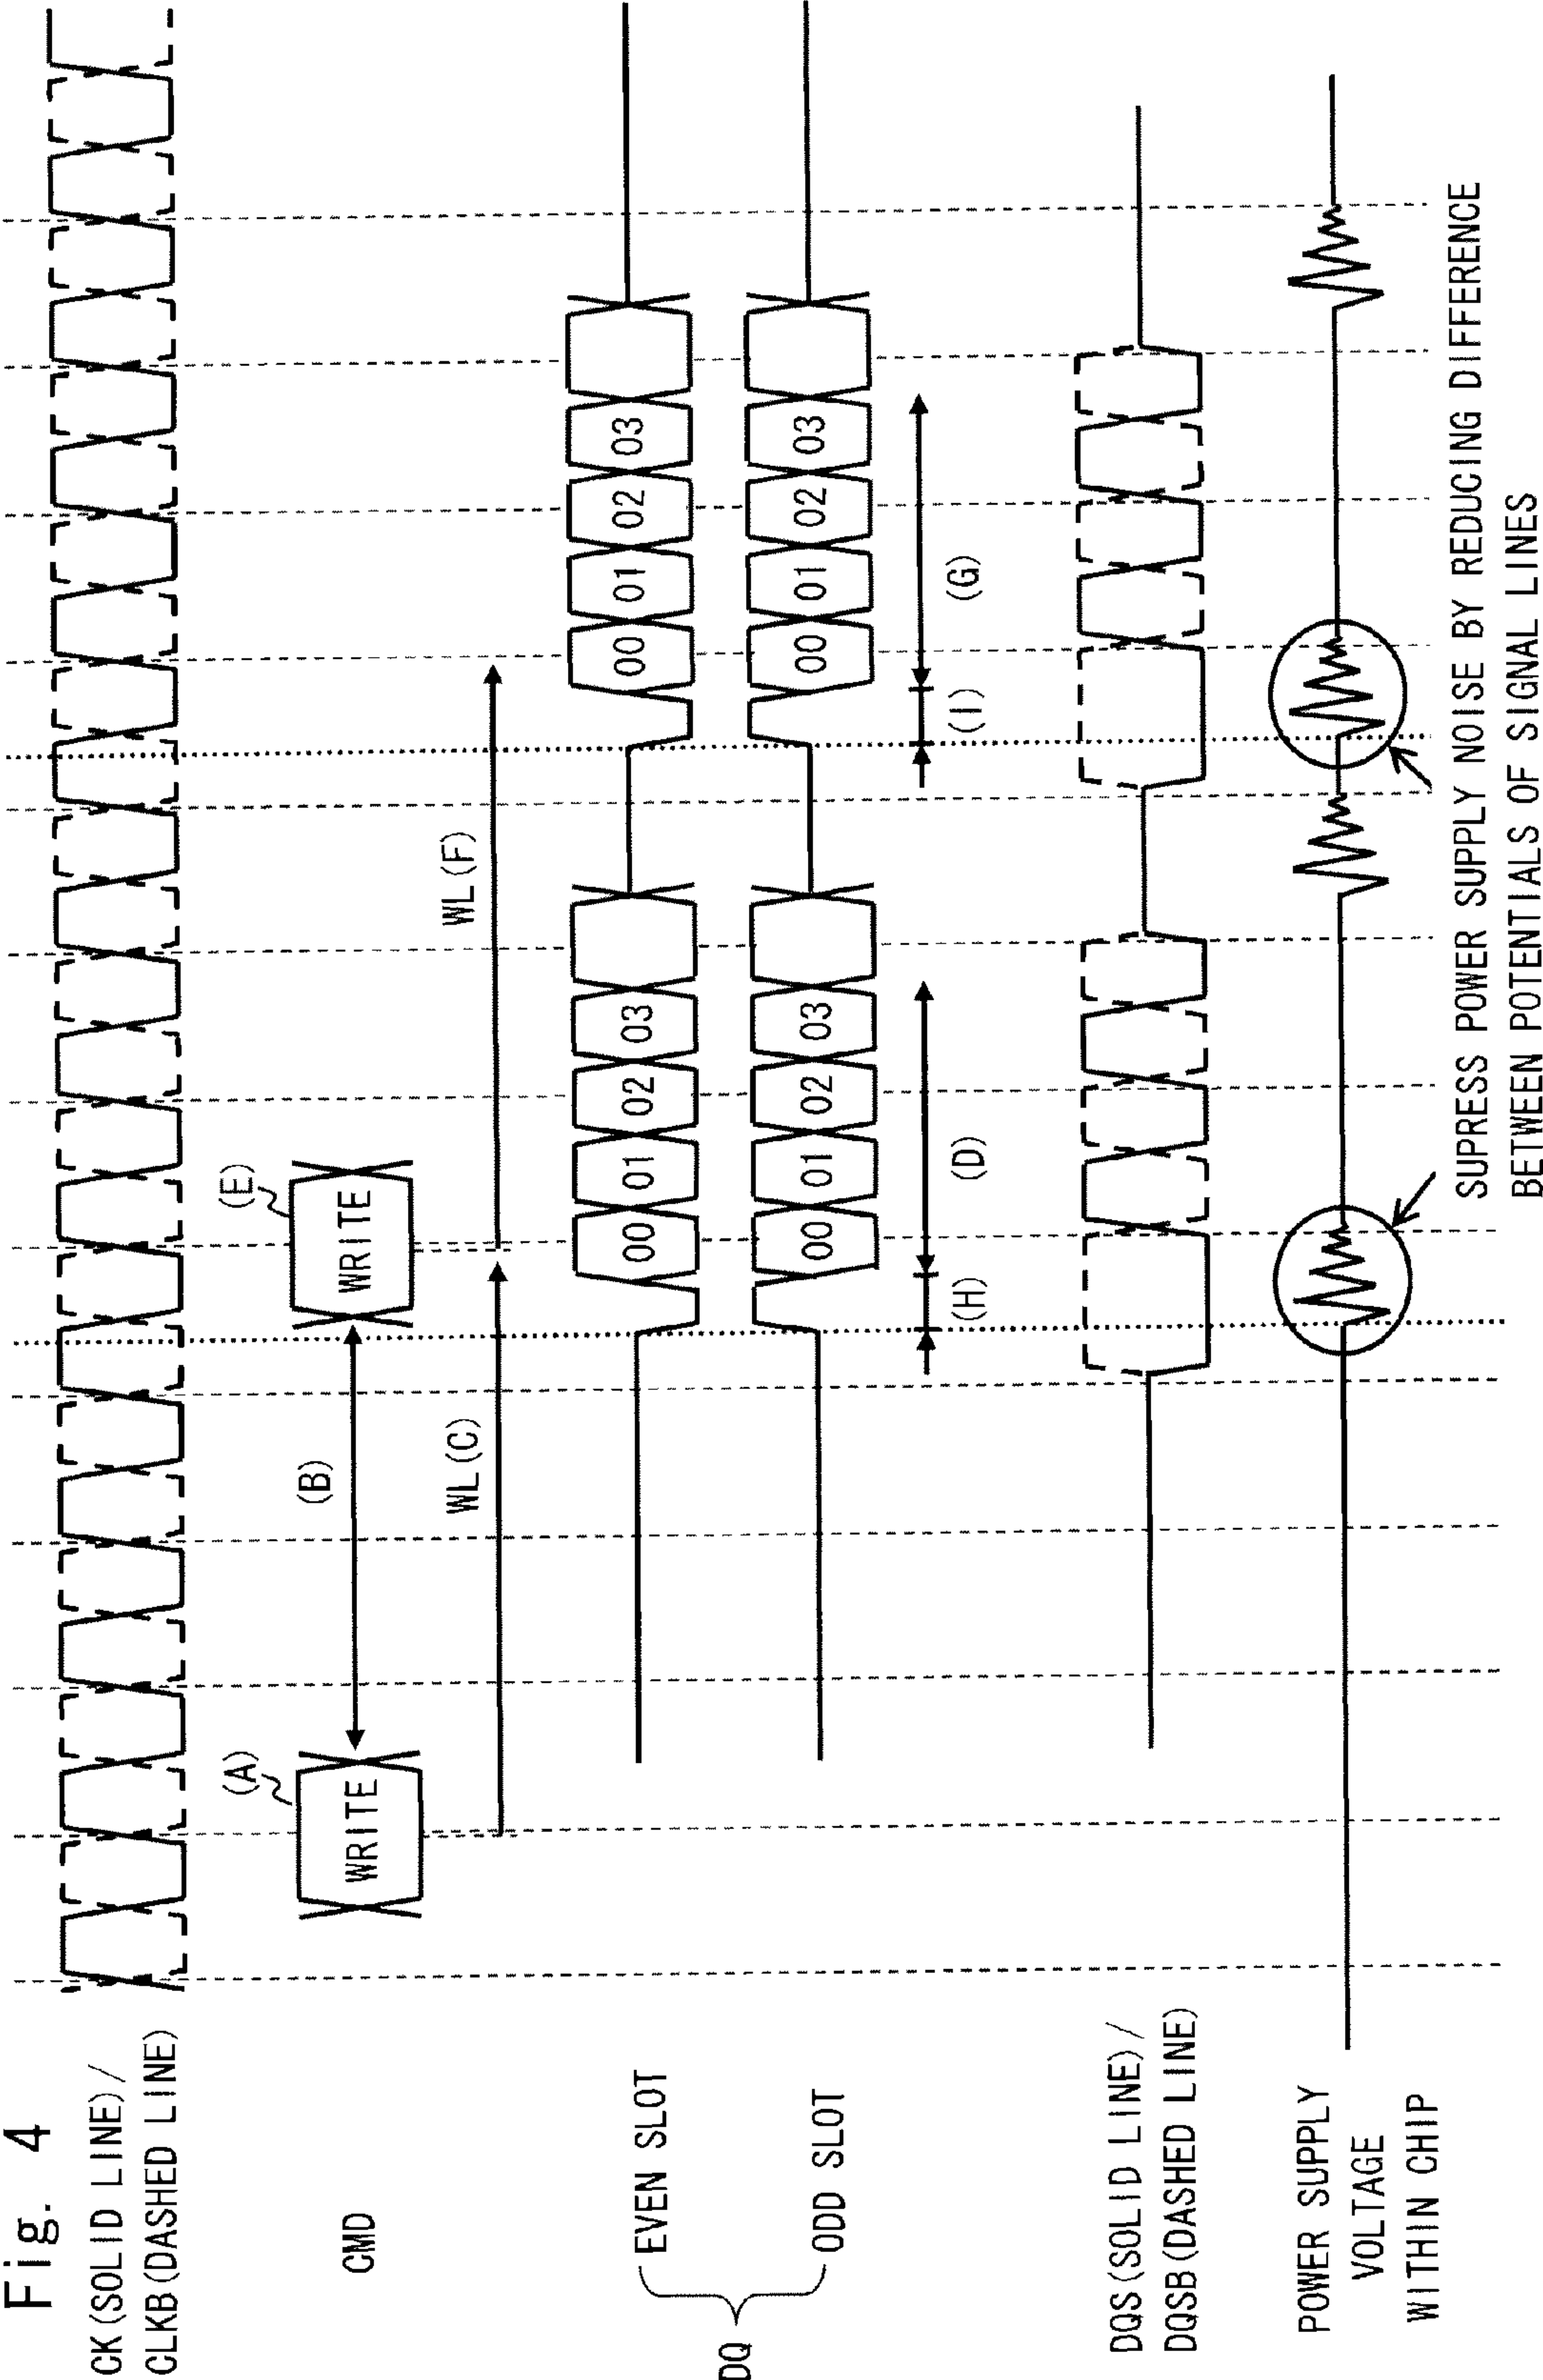 Fig. 4
CK(SOLID LINE)/
CLKB(DASHED LINE)
CMD
(A)
WRITE
(B)
(E)
WRITE
WL(C)
WL(F)
DQ
EVEN SLOT
00 01 02 03
00 01 02 03
ODD SLOT
00 01 02 03
00 01 02 03
(H)
(D)
(I)
(G)
DQS(SOLID LINE)/
DQSB(DASHED LINE)
POWER SUPPLY
VOLTAGE
WITHIN CHIP
SUPRESS POWER SUPPLY NOISE BY REDUCING DIFFERENCE
BETWEEN POTENTIALS OF SIGNAL LINES